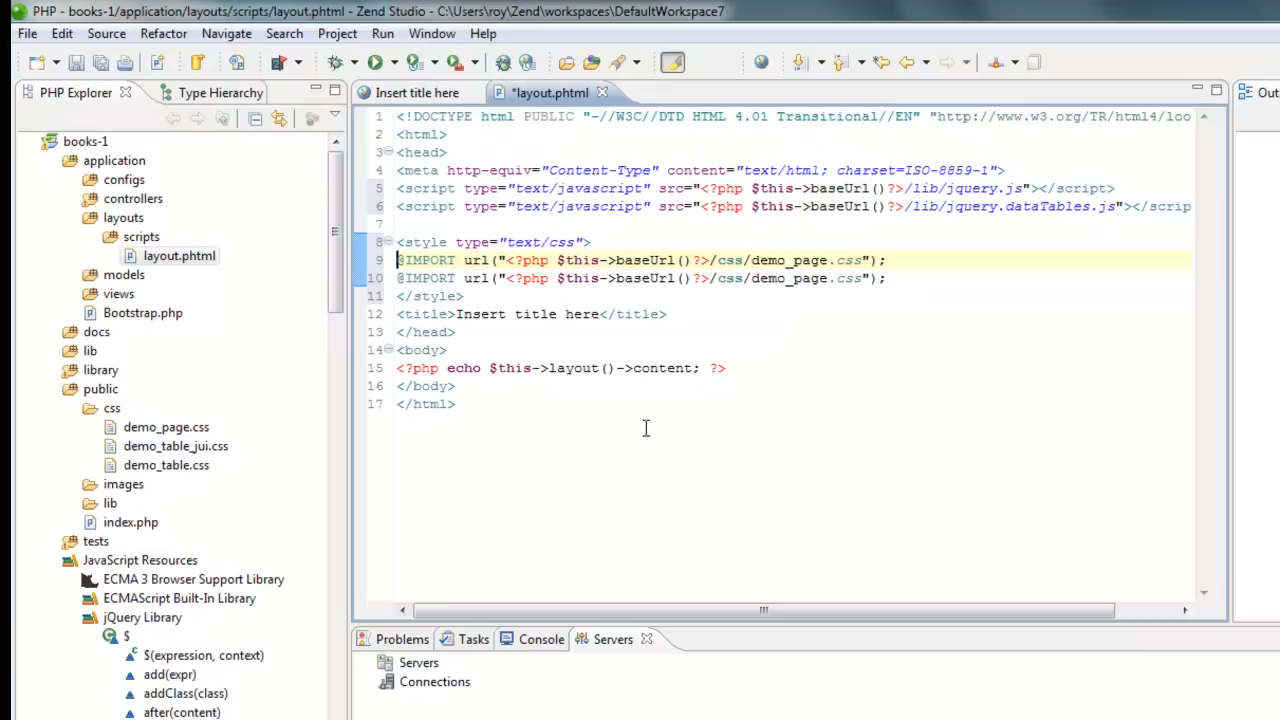 PHP - books-1/application/layouts/scripts/layout.phtml - Zend Studio - C:\Users\roy\Zend\workspaces\DefaultWorkspace7
File Edit Source Refactor Navigate Search Project Run Window Help
PHP Explorer Type Hierarchy
books-1
application
configs
controllers
layouts
scripts
layout.phtml
models
views
Bootstrap.php
docs
lib
library
public
css
demo_page.css
demo_table_jui.css
demo_table.css
images
lib
index.php
tests
JavaScript Resources
ECMA 3 Browser Support Library
ECMAScript Built-In Library
jQuery Library
$
$(expression, context)
add(expr)
addClass(class)
after(content)
Insert title here *layout.phtml
1 <!DOCTYPE html PUBLIC "-//W3C//DTD HTML 4.01 Transitional//EN" "http://www.w3.org/TR/html4/loo
2 <html>
3 <head>
4 <meta http-equiv="Content-Type" content="text/html; charset=ISO-8859-1">
5 <script type="text/javascript" src="<?php $this->baseUrl()?>/lib/jquery.js"></script>
6 <script type="text/javascript" src="<?php $this->baseUrl()?>/lib/jquery.dataTables.js"></scrip
7
8 <style type="text/css">
9 @IMPORT url("<?php $this->baseUrl()?>/css/demo_page.css");
10 @IMPORT url("<?php $this->baseUrl()?>/css/demo_page.css");
11 </style>
12 <title>Insert title here</title>
13 </head>
14 <body>
15 <?php echo $this->layout()->content; ?>
16 </body>
17 </html>
Out
Problems Tasks Console Servers
Servers
Connections